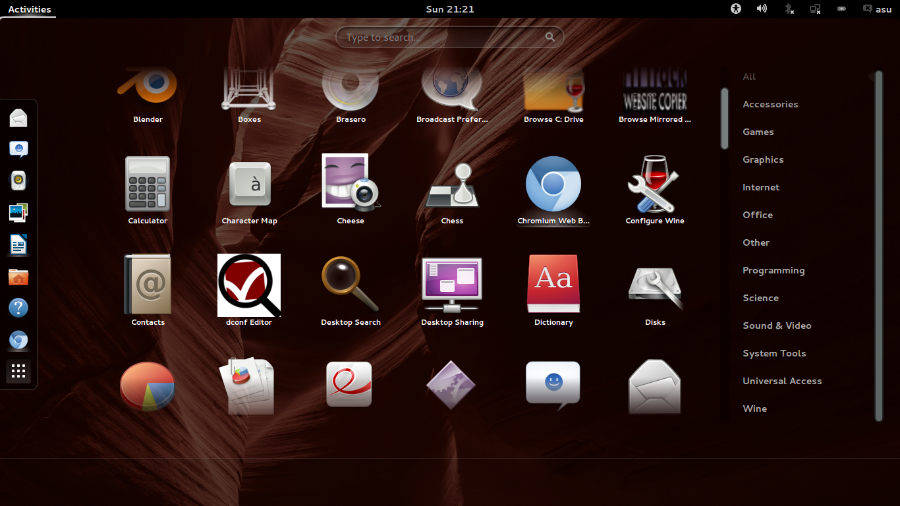 Activities
Sun 21:21
asu
Type to search...
Blender
Boxes
Brasero
Broadcast Prefer...
Browse C: Drive
Browse Mirrored ...
WEBSITE COPIER
Calculator
à
Character Map
Cheese
Chess
Chromium Web B...
Configure Wine
@
Contacts
dconf Editor
Desktop Search
Desktop Sharing
Aa
Dictionary
Disks
?
All
Accessories
Games
Graphics
Internet
Office
Other
Programming
Science
Sound & Video
System Tools
Universal Access
Wine